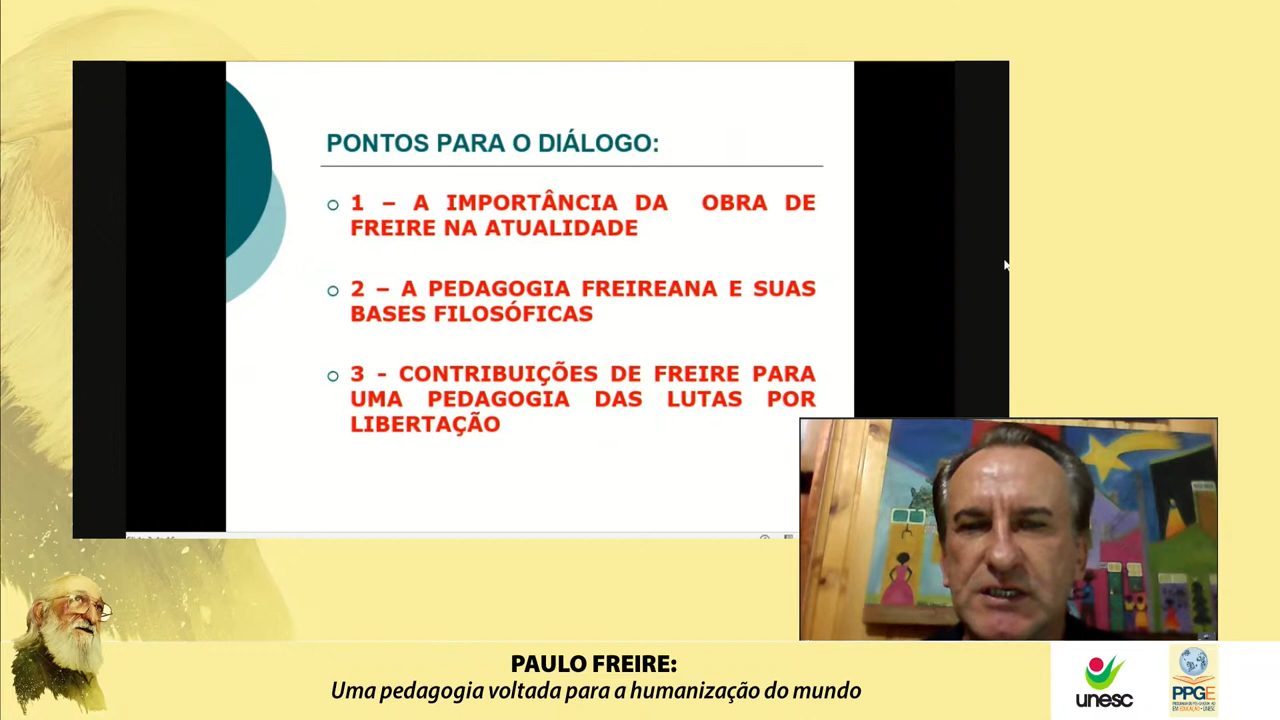 PONTOS PARA O DIÁLOGO:
1 – A IMPORTÂNCIA DA OBRA DE
FREIRE NA ATUALIDADE
2 – A PEDAGOGIA FREIREANA E SUAS
BASES FILOSÓFICAS
3 - CONTRIBUIÇÕES DE FREIRE PARA
UMA PEDAGOGIA DAS LUTAS POR
LIBERTAÇÃO
PAULO FREIRE:
Uma pedagogia voltada para a humanização do mundo
unesc
PPGE